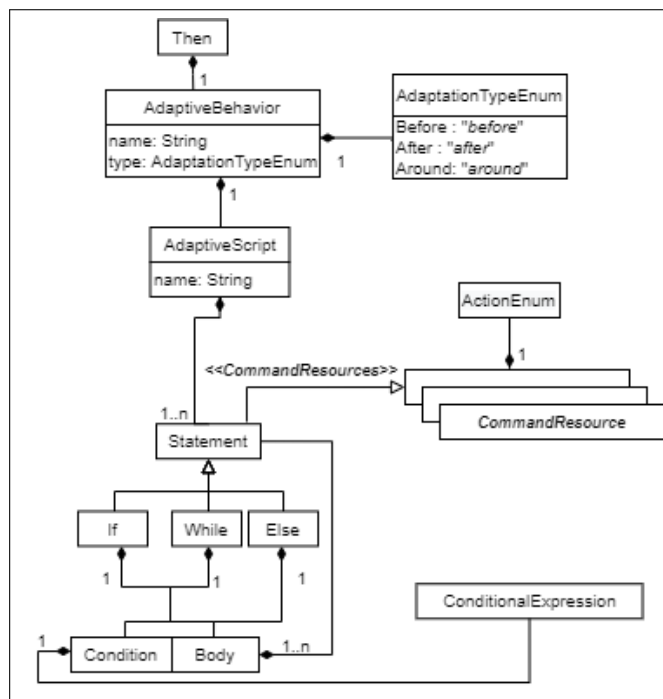 Then
1
AdaptiveBehavior
name: String
type: AdaptationTypeEnum
1
AdaptationTypeEnum
Before : "before"
After : "after"
Around: "around"
1
AdaptiveScript
name: String
ActionEnum
1
<<CommandResources>>
CommandResource
1..n
Statement
If
While
Else
1
1
1
ConditionalExpression
1
Condition
Body
1..n